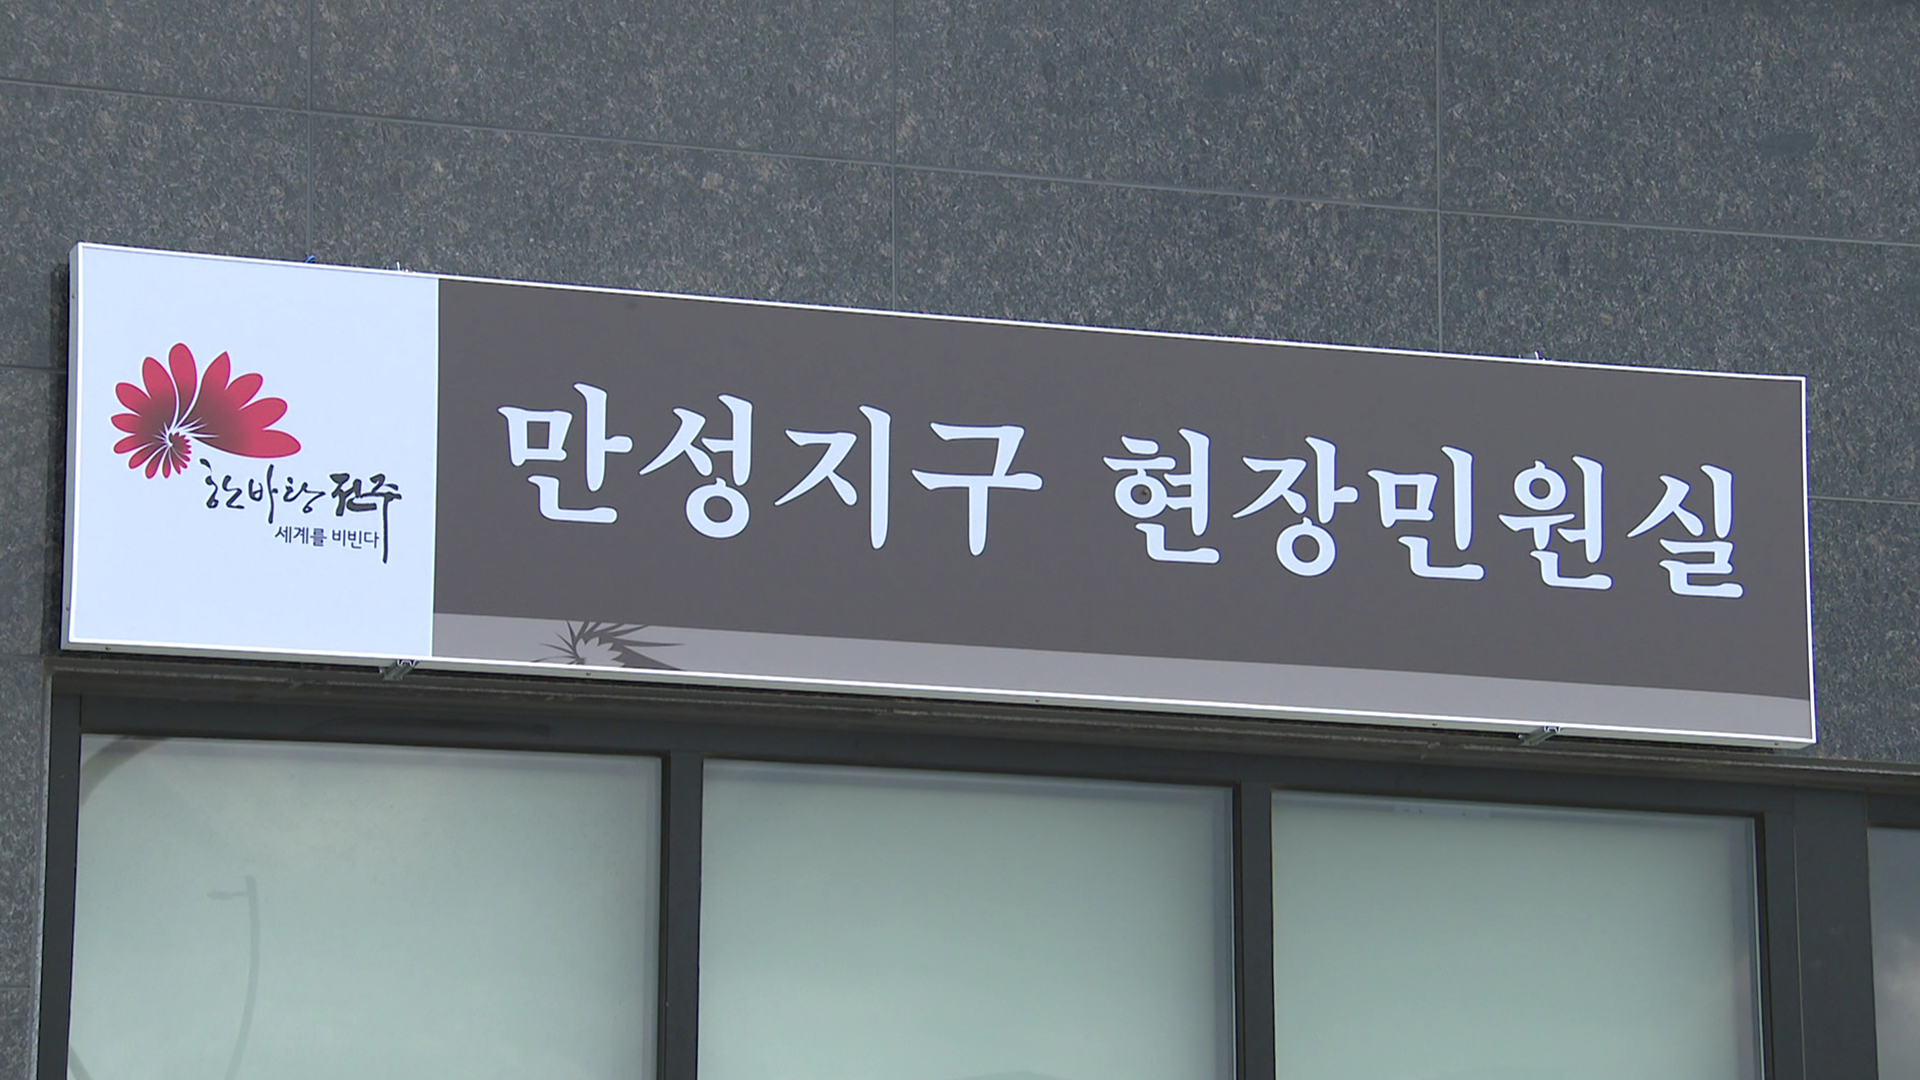 한바탕 전주
세계를 비빈다
만성지구 현장민원실